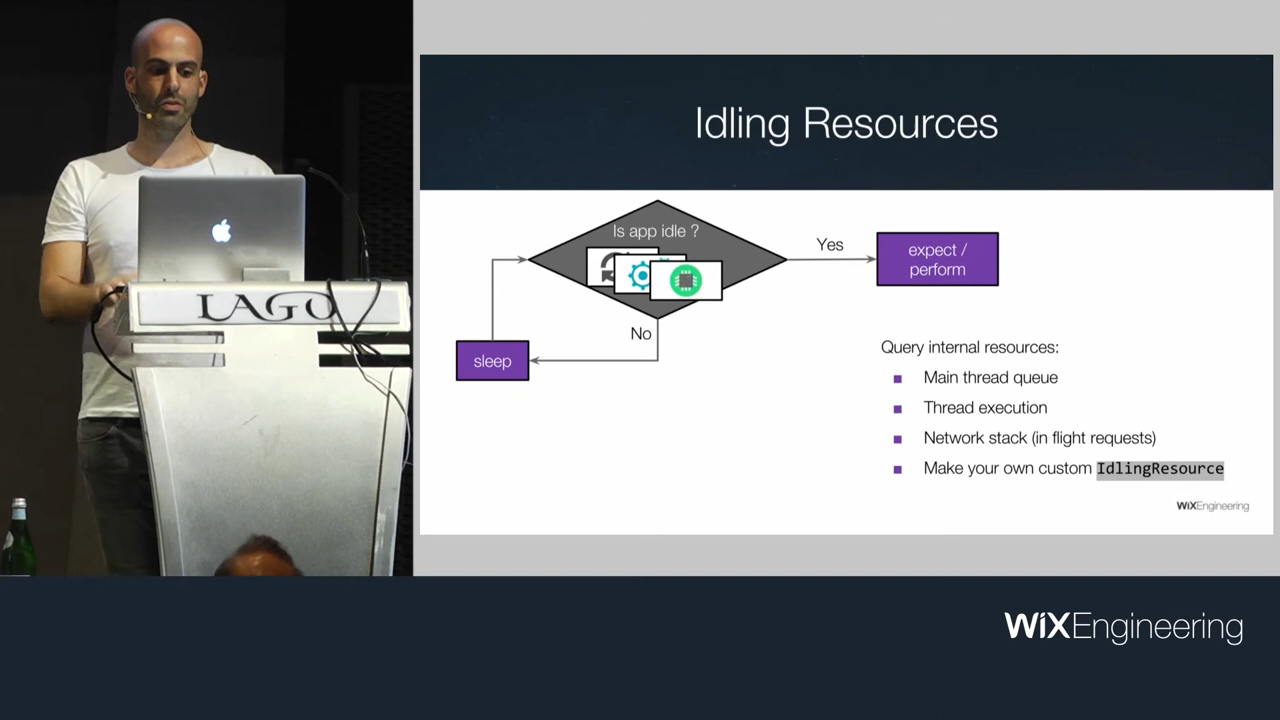 Idling Resources
Is app idle ?
Yes
expect /
perform
No
sleep
Query internal resources:
Main thread queue
Thread execution
Network stack (in flight requests)
Make your own custom IdlingResource
WiXEngineering
LAGO
WiXEngineering